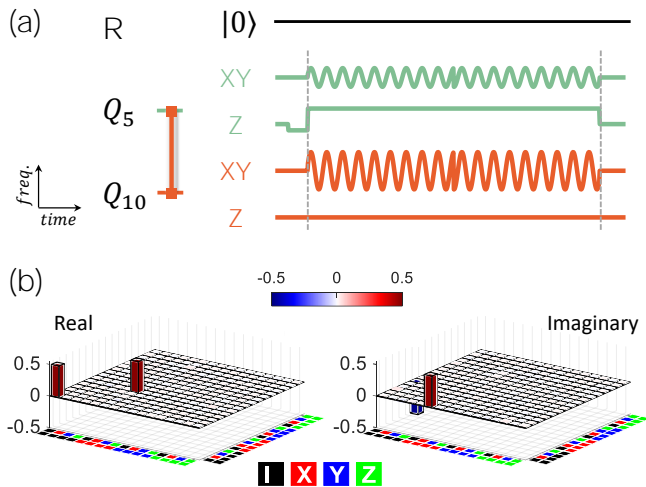 (a) R |0⟩
XY
Q5 Z
XY
freq. Q10
time Z
(b)
-0.5 0 0.5
Real Imaginary
0.5 0.5
0 0
-0.5 -0.5
I X Y Z